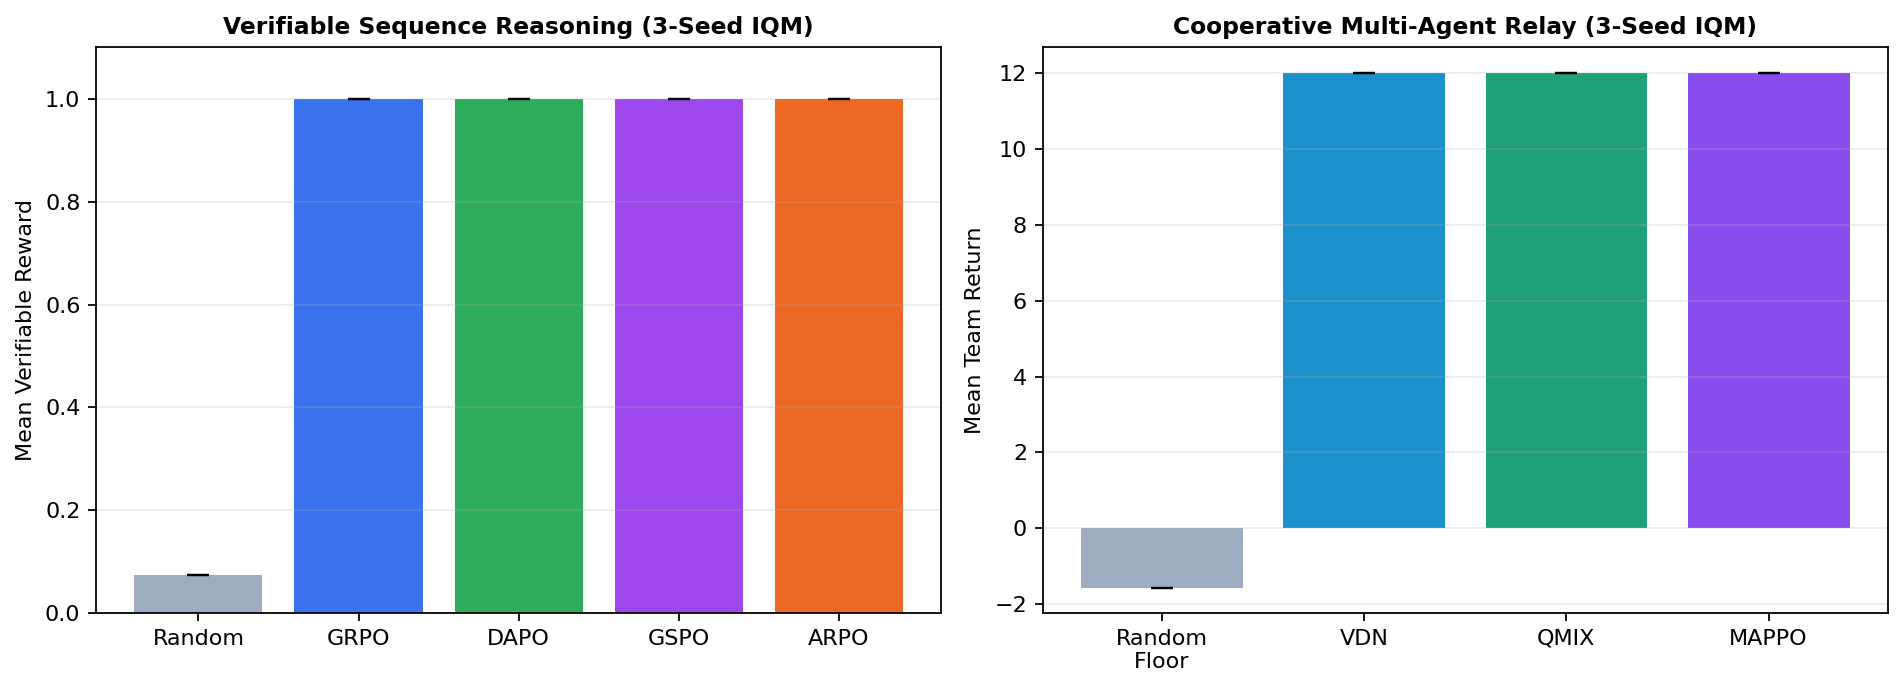 Verifiable Sequence Reasoning (3-Seed IQM)
Mean Verifiable Reward
1.0
0.8
0.6
0.4
0.2
0.0
Random
GRPO
DAPO
GSPO
ARPO
Cooperative Multi-Agent Relay (3-Seed IQM)
Mean Team Return
12
10
8
6
4
2
0
−2
Random
Floor
VDN
QMIX
MAPPO